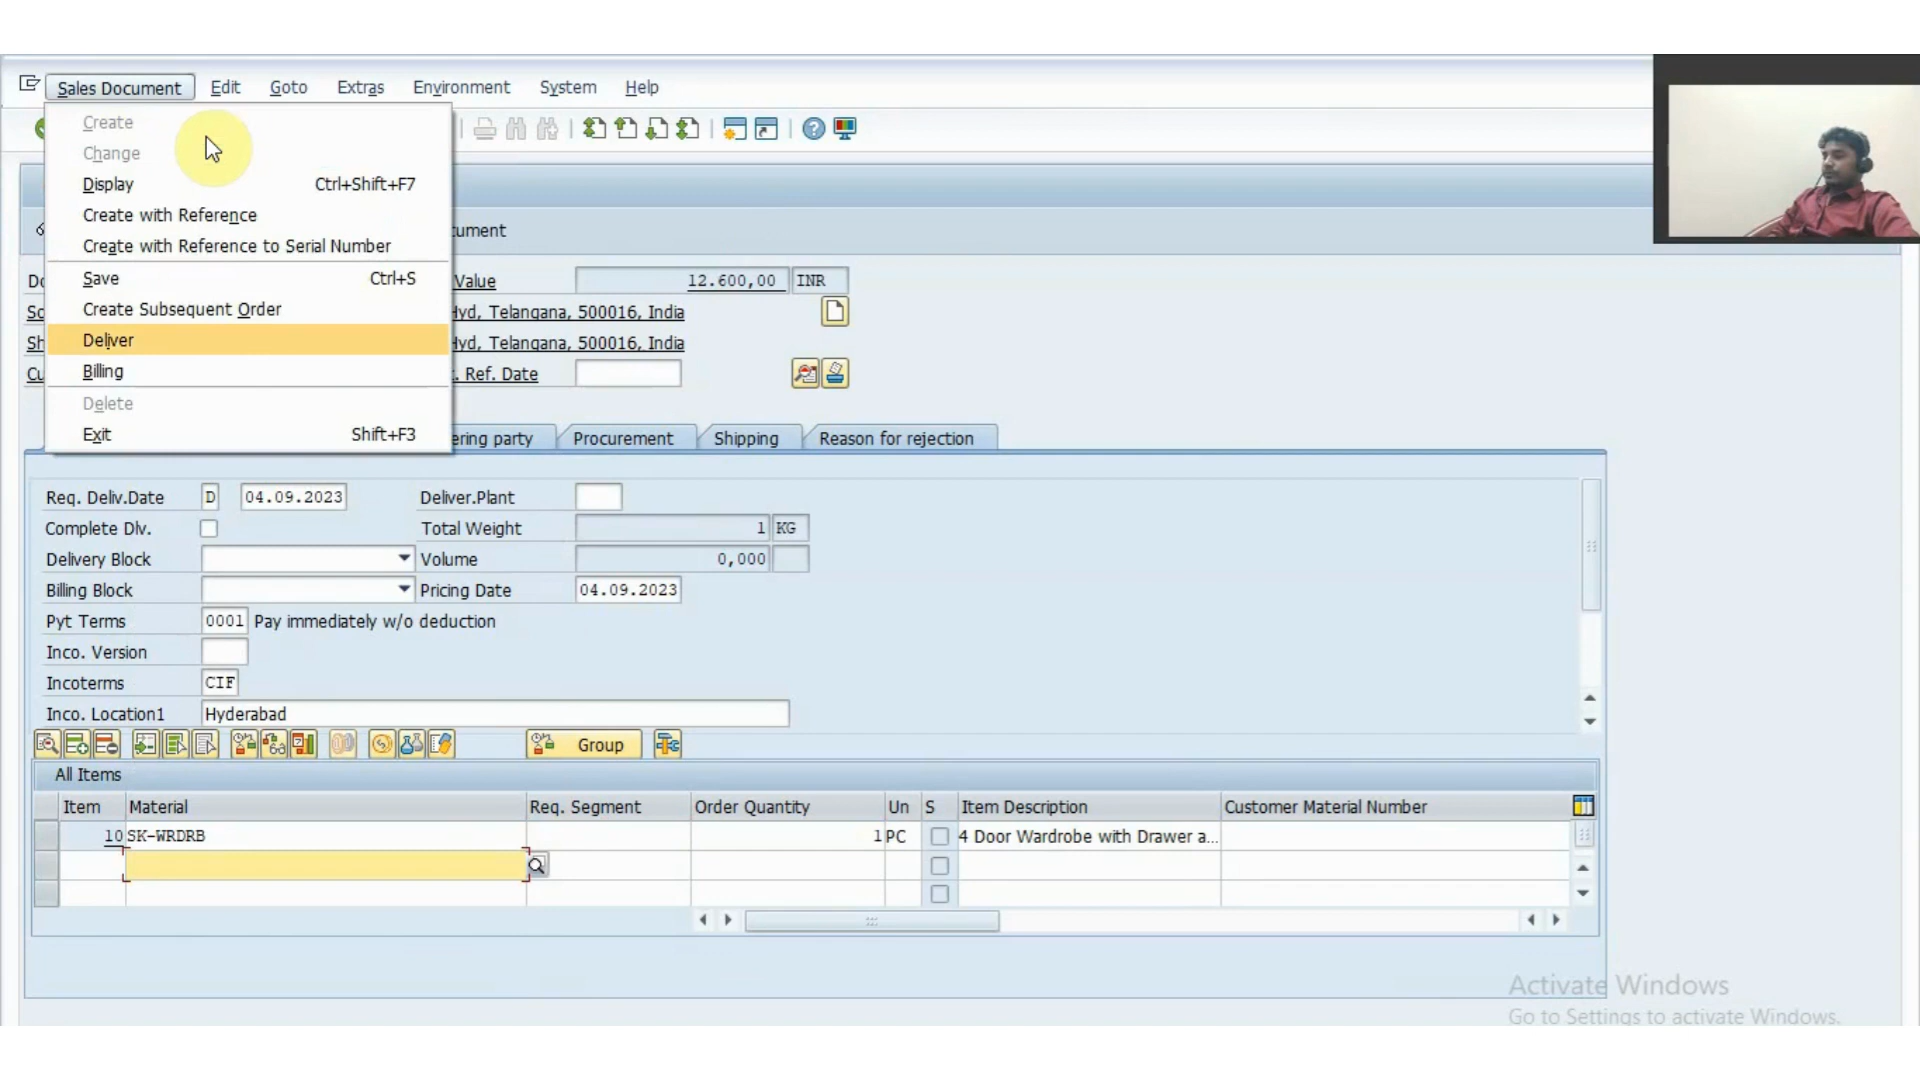 Sales Document Edit Goto Extras Environment System Help
Create
Change
Display Ctrl+Shift+F7
Create with Reference
Create with Reference to Serial Number
Save Ctrl+S
Create Subsequent Order
Deliver
Billing
Delete
Exit Shift+F3
Value 12.600,00 INR
Hyd, Telangana, 500016, India
Hyd, Telangana, 500016, India
. Ref. Date
ering party Procurement Shipping Reason for rejection
Req. Deliv.Date D 04.09.2023 Deliver.Plant
Complete Dlv. Total Weight 1 KG
Delivery Block Volume 0,000
Billing Block Pricing Date 04.09.2023
Pyt Terms 0001 Pay immediately w/o deduction
Inco. Version
Incoterms CIF
Inco. Location1 Hyderabad
Group
All Items
Item Material Req. Segment Order Quantity Un S Item Description Customer Material Number
10 SK-WRDRB 1 PC 4 Door Wardrobe with Drawer a...
Activate Windows
Go to Settings to activate Windows.